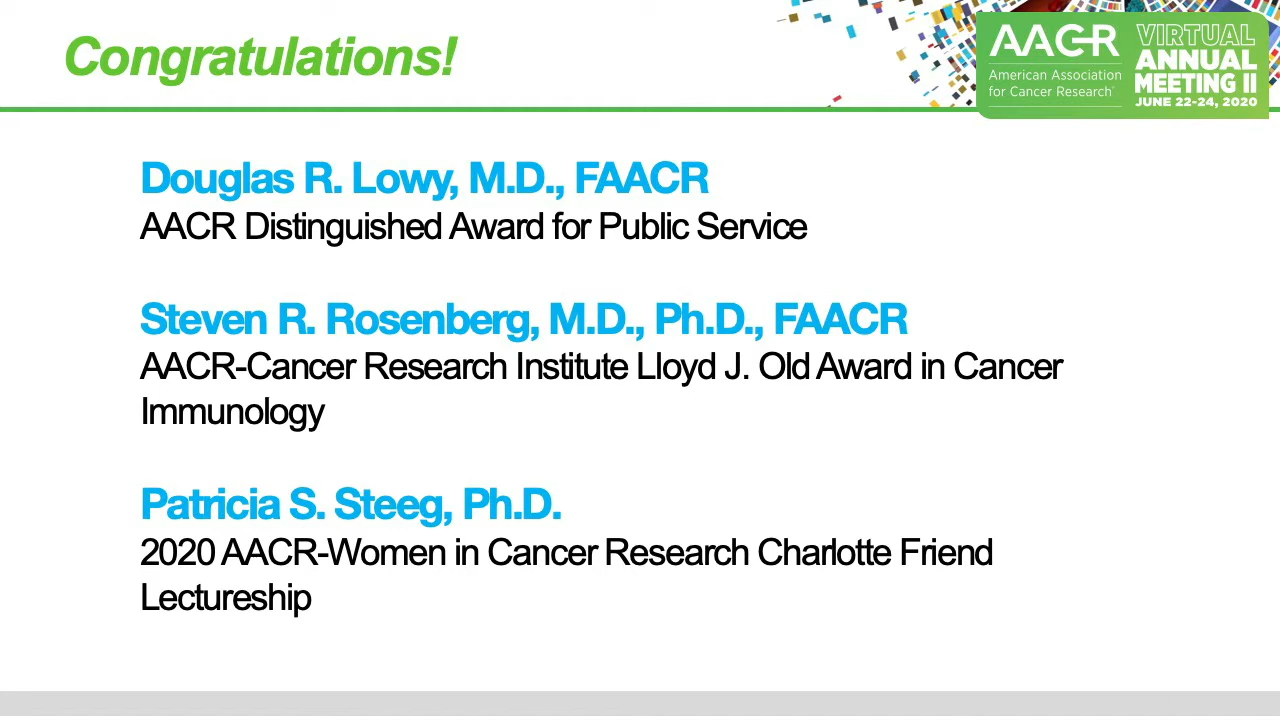 Congratulations!
AACR
American Association
for Cancer Research®
VIRTUAL
ANNUAL
MEETING II
JUNE 22-24, 2020
Douglas R. Lowy, M.D., FAACR
AACR Distinguished Award for Public Service
Steven R. Rosenberg, M.D., Ph.D., FAACR
AACR-Cancer Research Institute Lloyd J. Old Award in Cancer
Immunology
Patricia S. Steeg, Ph.D.
2020 AACR-Women in Cancer Research Charlotte Friend
Lectureship